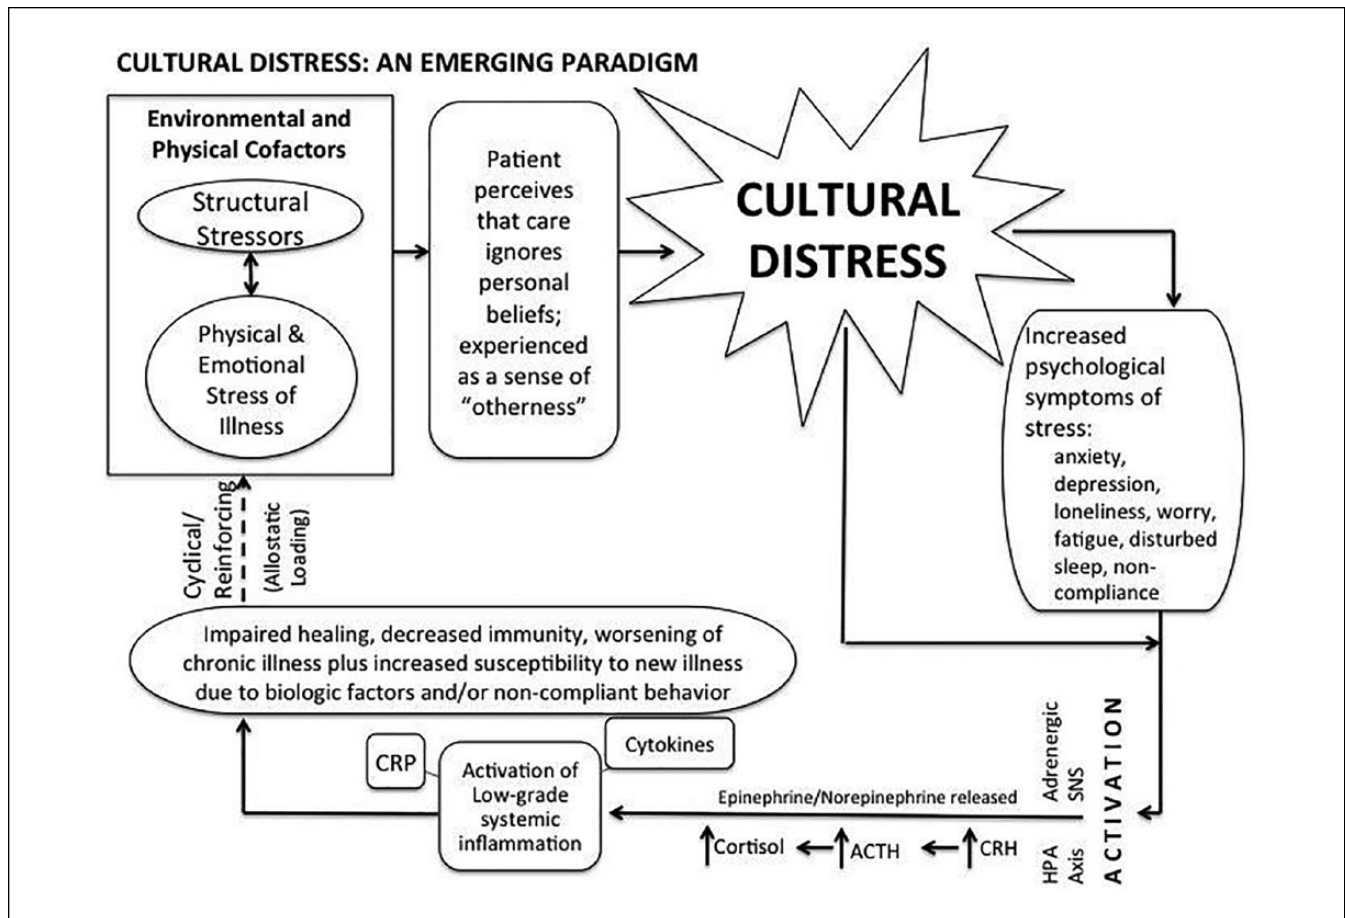 CULTURAL DISTRESS: AN EMERGING PARADIGM
Environmental and
Physical Cofactors
Structural
Stressors
Physical &
Emotional
Stress of
Illness
Patient
perceives
that care
ignores
personal
beliefs;
experienced
as a sense of
“otherness”
CULTURAL
DISTRESS
Increased
psychological
symptoms of
stress:
anxiety,
depression,
loneliness, worry,
fatigue, disturbed
sleep, non-
compliance
Cyclical/
Reinforcing
(Allostatic
Loading)
Impaired healing, decreased immunity, worsening of
chronic illness plus increased susceptibility to new illness
due to biologic factors and/or non-compliant behavior
CRP
Activation of
Low-grade
systemic
inflammation
Cytokines
Epinephrine/Norepinephrine released
Cortisol
ACTH
CRH
Adrenergic
SNS
HPA
Axis
ACTIVATION